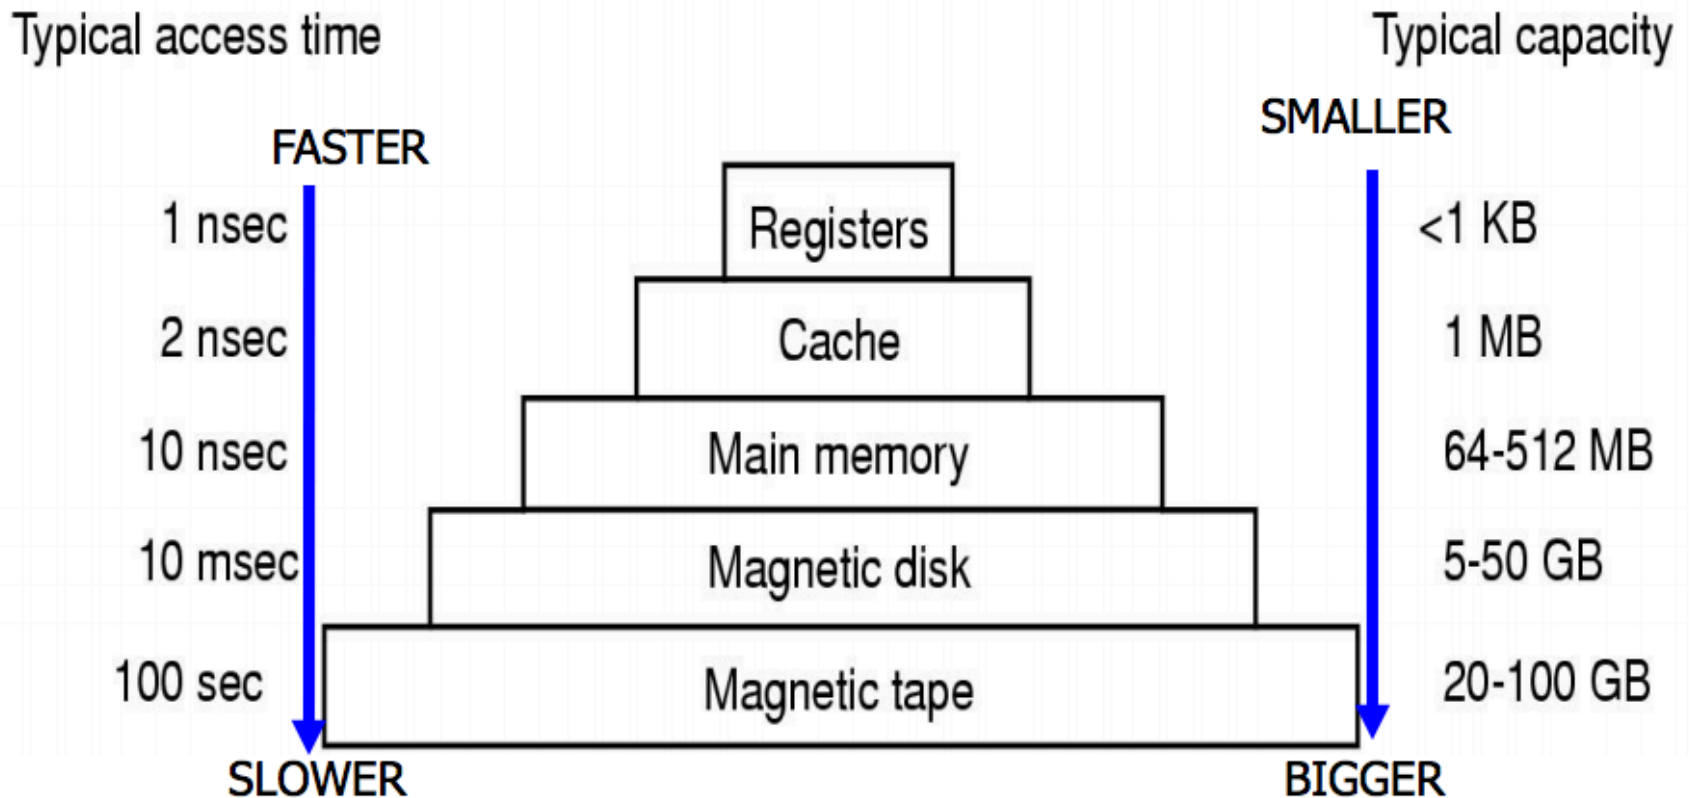 Typical access time
Typical capacity
FASTER
SMALLER
1 nsec
Registers
<1 KB
2 nsec
Cache
1 MB
10 nsec
Main memory
64-512 MB
10 msec
Magnetic disk
5-50 GB
100 sec
Magnetic tape
20-100 GB
SLOWER
BIGGER